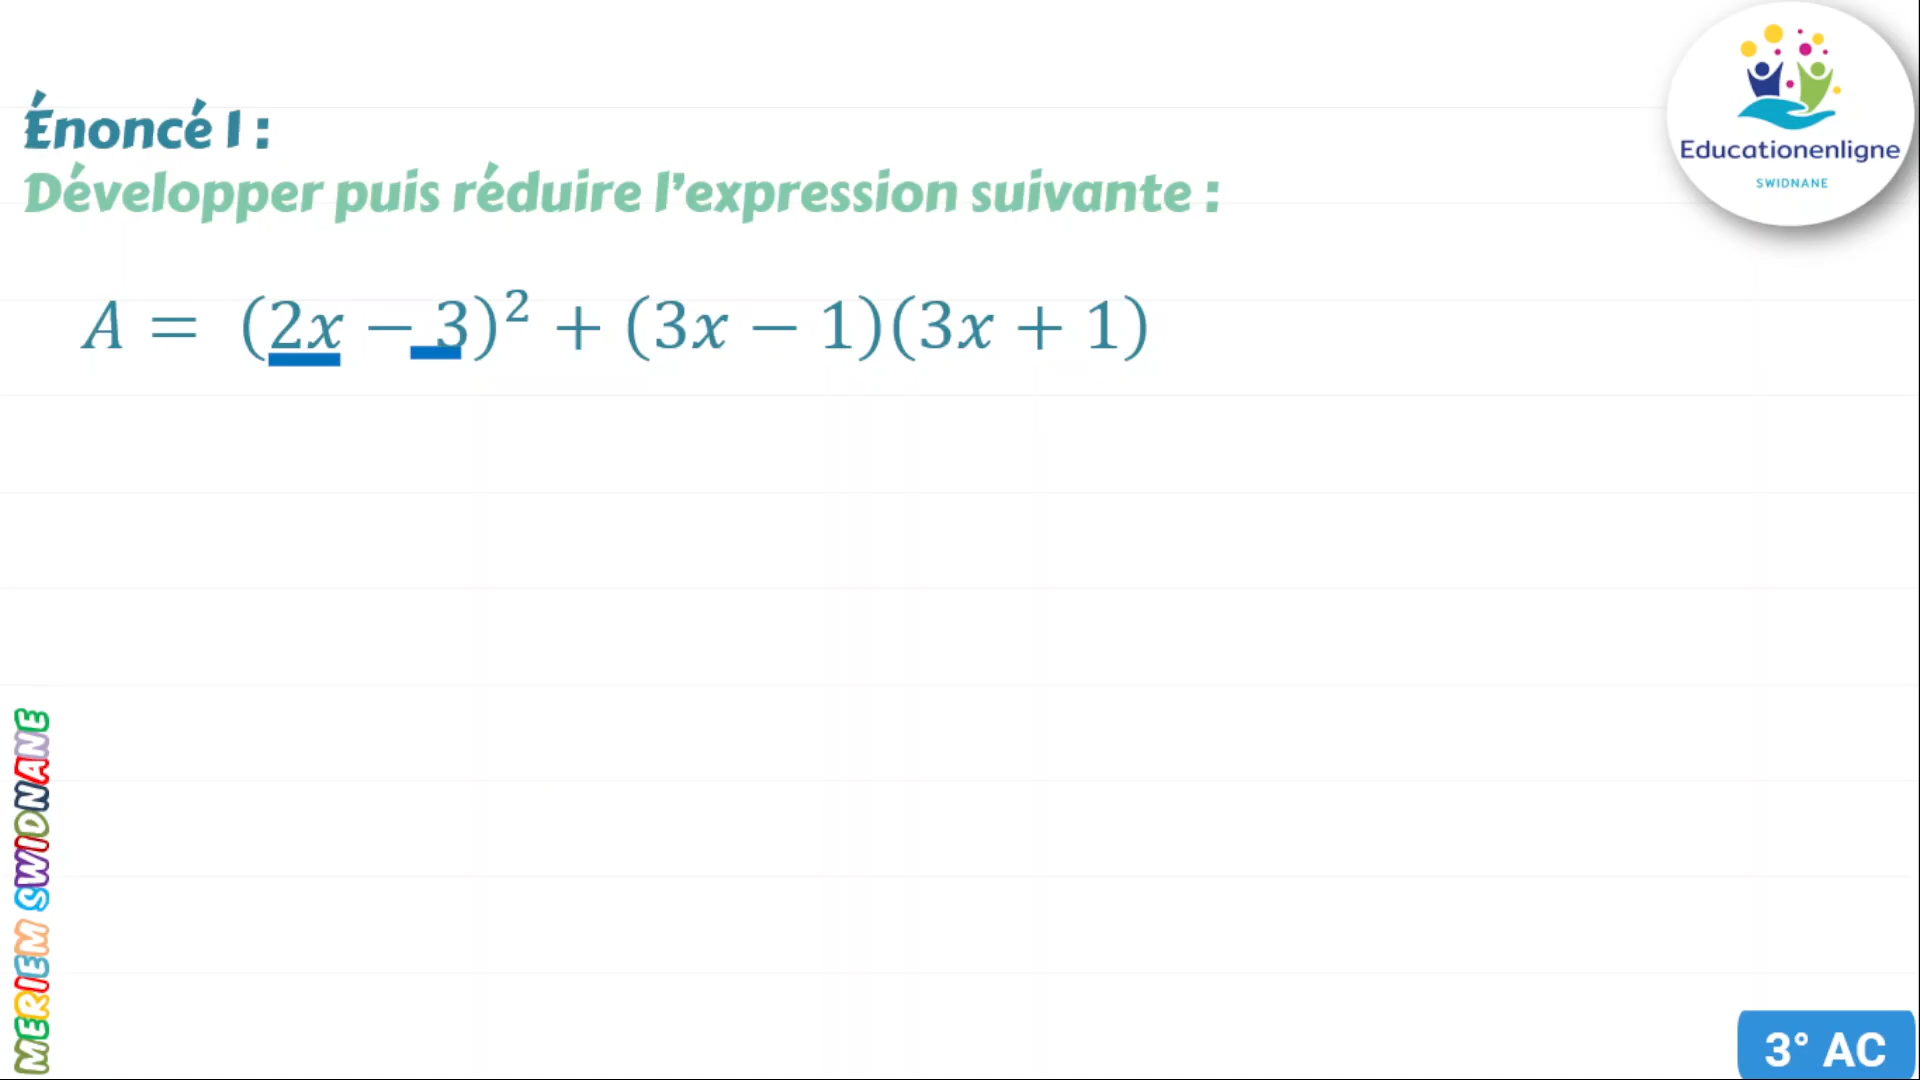 Énoncé 1 :
Développer puis réduire l’expression suivante :
A = (2x − 3)² + (3x − 1)(3x + 1)
Educationenligne
SWIDNANE
MERIEM SWIDNANE
3° AC